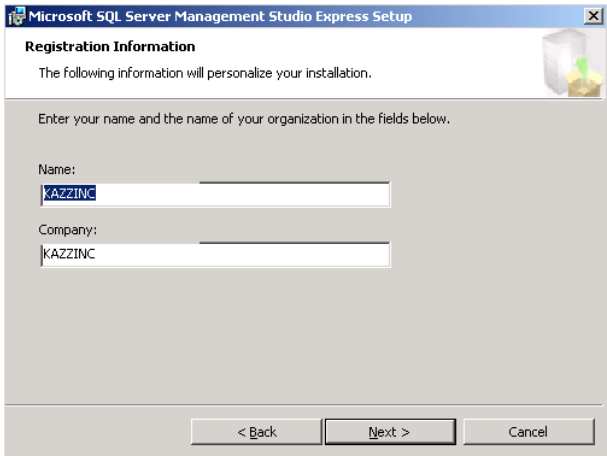 Microsoft SQL Server Management Studio Express Setup
Registration Information
The following information will personalize your installation.
Enter your name and the name of your organization in the fields below.
Name:
KAZZINC
Company:
KAZZINC
< Back
Next >
Cancel